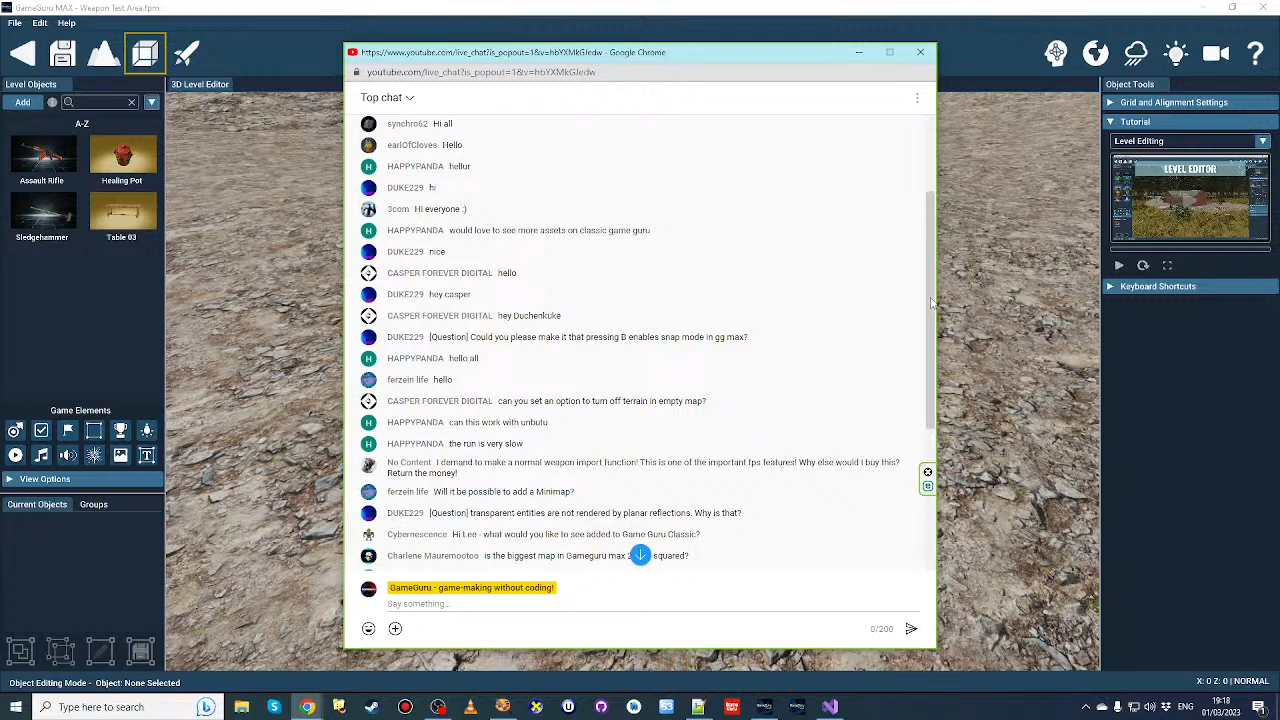 GameGuru MAX - Weapon Test Area.fpm
File Edit Help
Level Objects
3D Level Editor
Object Tools
Add
A-Z
Assault Rifle
Healing Pot
Sledgehammer
Table 03
Game Elements
View Options
Current Objects Groups
https://www.youtube.com/live_chat?is_popout=1&v=hbYXMkGJedw - Google Chrome
youtube.com/live_chat?is_popout=1&v=hbYXMkGJedw
Top chat
synchro62 Hi all
earlOfCloves Hello
H HAPPYPANDA hellur
DUKE229 hi
3com Hi everyone :)
H HAPPYPANDA would love to see more assets on classic game guru
DUKE229 nice
CASPER FOREVER DIGITAL hello
DUKE229 hey casper
CASPER FOREVER DIGITAL hey Duchenkuke
DUKE229 [Question] Could you please make it that pressing B enables snap mode in gg max?
H HAPPYPANDA hello all
ferzein life hello
CASPER FOREVER DIGITAL can you set an option to turn off terrain in empty map?
H HAPPYPANDA can this work with unbutu
H HAPPYPANDA the run is very slow
No Content I demand to make a normal weapon import function! This is one of the important fps features! Why else would I buy this?
Return the money!
ferzein life Will it be possible to add a Minimap?
DUKE229 [Question] transparent entities are not rendered by planar reflections. Why is that?
Cybernescence Hi Lee - what would you like to see added to Game Guru Classic?
Charlene Mauremootoo is the biggest map in Gameguru max squared?
GameGuru - game-making without coding!
Say something...
0/200
Grid and Alignment Settings
Tutorial
Level Editing
LEVEL EDITOR
Keyboard Shortcuts
Object Editing Mode - Object: None Selected
X: 0 Z: 0 | NORMAL
Type here to search
ENG
19:18
01/03/2023